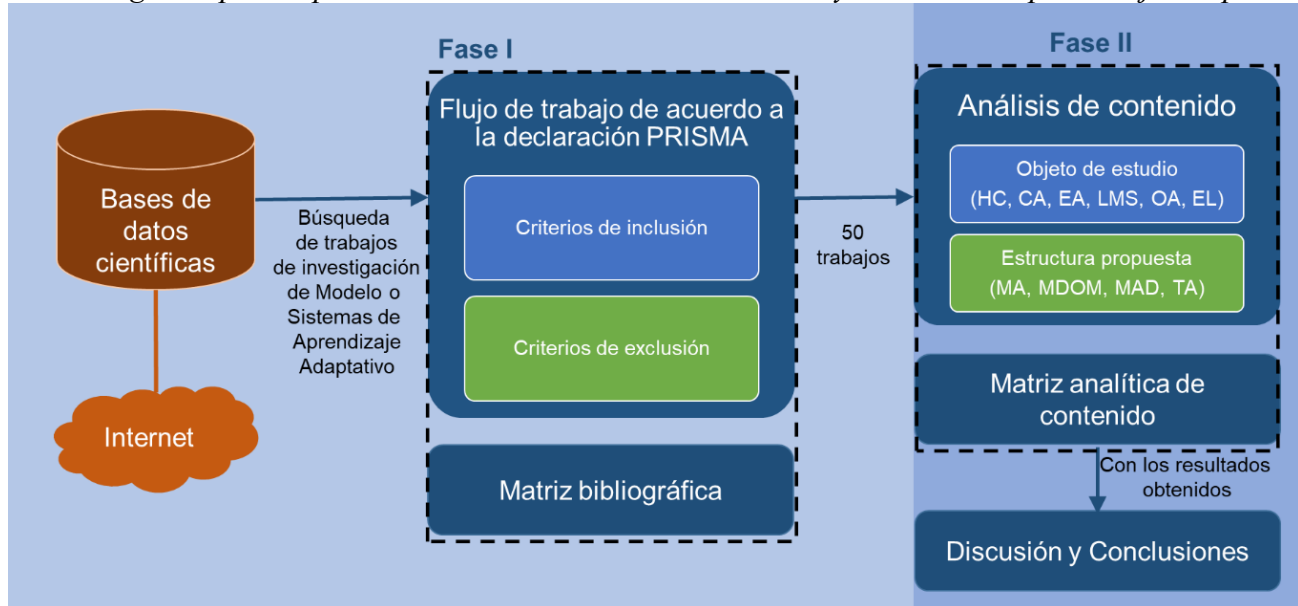 Fase I
Fase II
Bases de
datos
científicas
Internet
Búsqueda
de trabajos
de investigación
de Modelo o
Sistemas de
Aprendizaje
Adaptativo
Flujo de trabajo de acuerdo a
la declaración PRISMA
Criterios de inclusión
Criterios de exclusión
Matriz bibliográfica
50
trabajos
Análisis de contenido
Objeto de estudio
(HC, CA, EA, LMS, OA, EL)
Estructura propuesta
(MA, MDOM, MAD, TA)
Matriz analítica de
contenido
Con los resultados
obtenidos
Discusión y Conclusiones